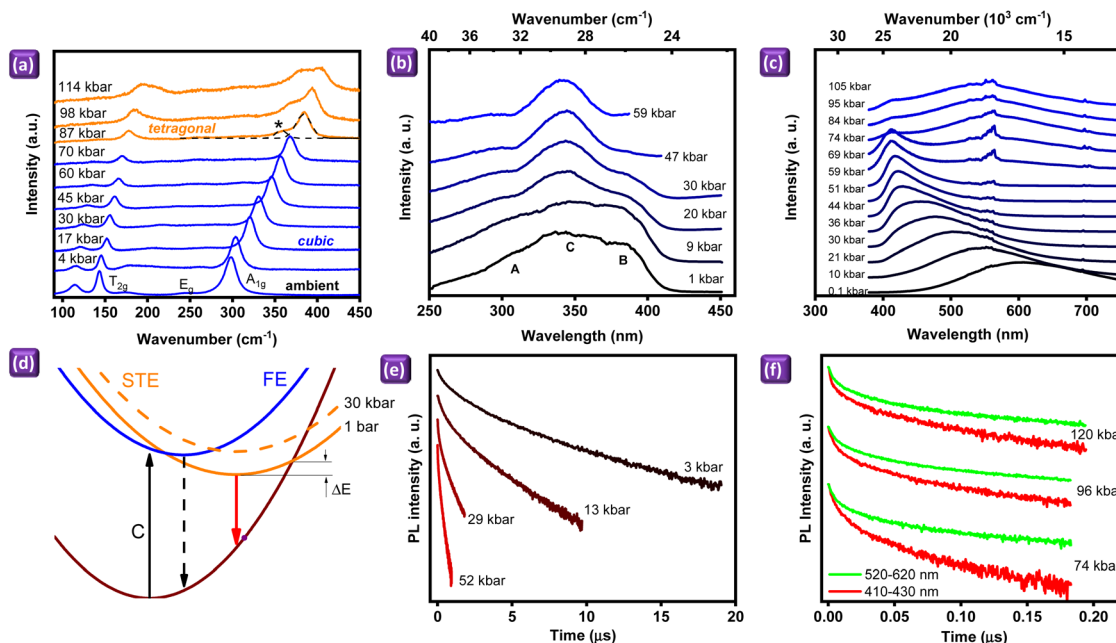 (a)
114 kbar
98 kbar
87 kbar
tetragonal
*
70 kbar
60 kbar
45 kbar
30 kbar
17 kbar
cubic
4 kbar
T2g
Eg
A1g
ambient
100 150 200 250 300 350 400 450
Wavenumber (cm-1)
Intensity (a.u.)
(b)
Wavenumber (cm-1)
40 36 32 28 24
59 kbar
47 kbar
30 kbar
20 kbar
9 kbar
1 kbar
A
C
B
250 300 350 400 450
Wavelength (nm)
Intensity (a. u.)
(c)
Wavenumber (10³ cm-1)
30 25 20 15
105 kbar
95 kbar
84 kbar
74 kbar
69 kbar
59 kbar
51 kbar
44 kbar
36 kbar
30 kbar
21 kbar
10 kbar
0.1 kbar
300 400 500 600 700
Wavelength (nm)
Intensity (a. u.)
(d)
STE
FE
30 kbar
1 bar
ΔE
C
(e)
3 kbar
13 kbar
29 kbar
52 kbar
0 5 10 15 20
Time (μs)
PL intensity (a. u.)
(f)
120 kbar
96 kbar
74 kba
520-620 nm
410-430 nm
0.00 0.05 0.10 0.15 0.20
Time (μs)
PL Intensity (a. u.)